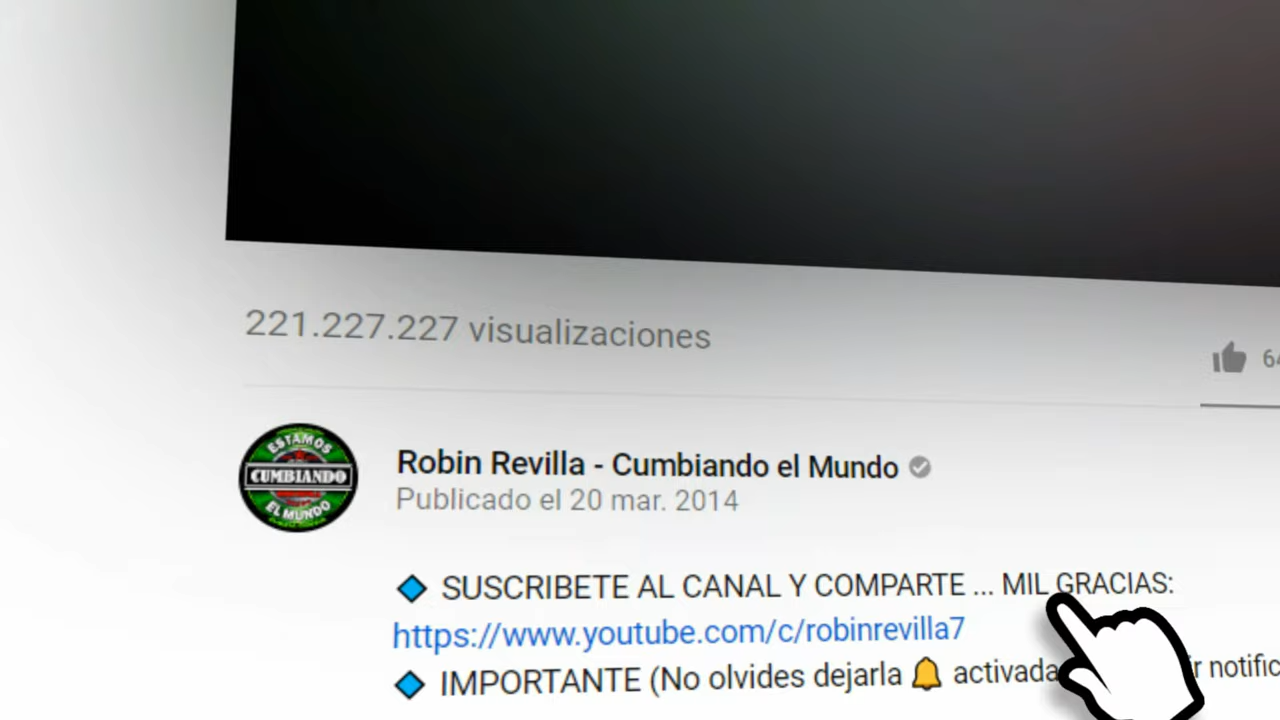 221.227.227 visualizaciones
ESTAMOS
CUMBIANDO
EL MUNDO
Robin Revilla - Cumbiando el Mundo
Publicado el 20 mar. 2014
SUSCRIBETE AL CANAL Y COMPARTE ... MIL GRACIAS:
https://www.youtube.com/c/robinrevilla7
IMPORTANTE (No olvides dejarla 🔔 activada